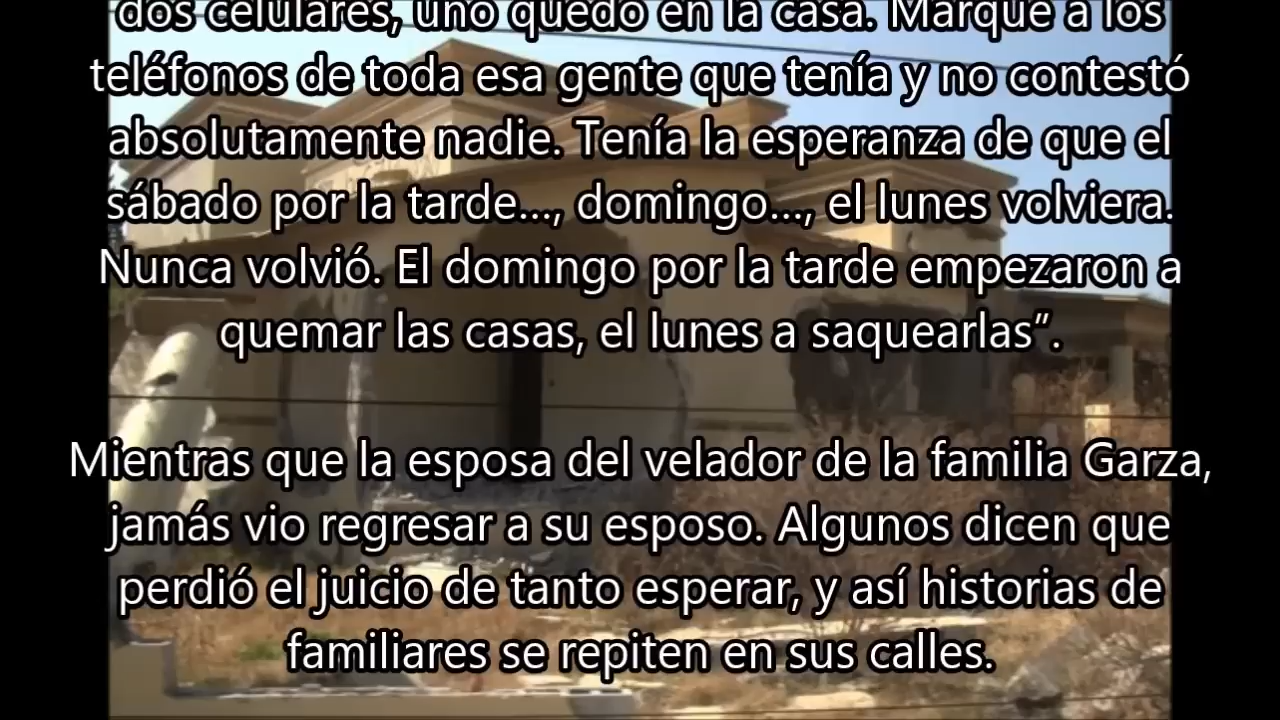 dos celulares, uno quedó en la casa. Marqué a los
teléfonos de toda esa gente que tenía y no contestó
absolutamente nadie. Tenía la esperanza de que el
sábado por la tarde..., domingo..., el lunes volviera.
Nunca volvió. El domingo por la tarde empezaron a
quemar las casas, el lunes a saquearlas”.
Mientras que la esposa del velador de la familia Garza,
jamás vio regresar a su esposo. Algunos dicen que
perdió el juicio de tanto esperar, y así historias de
familiares se repiten en sus calles.